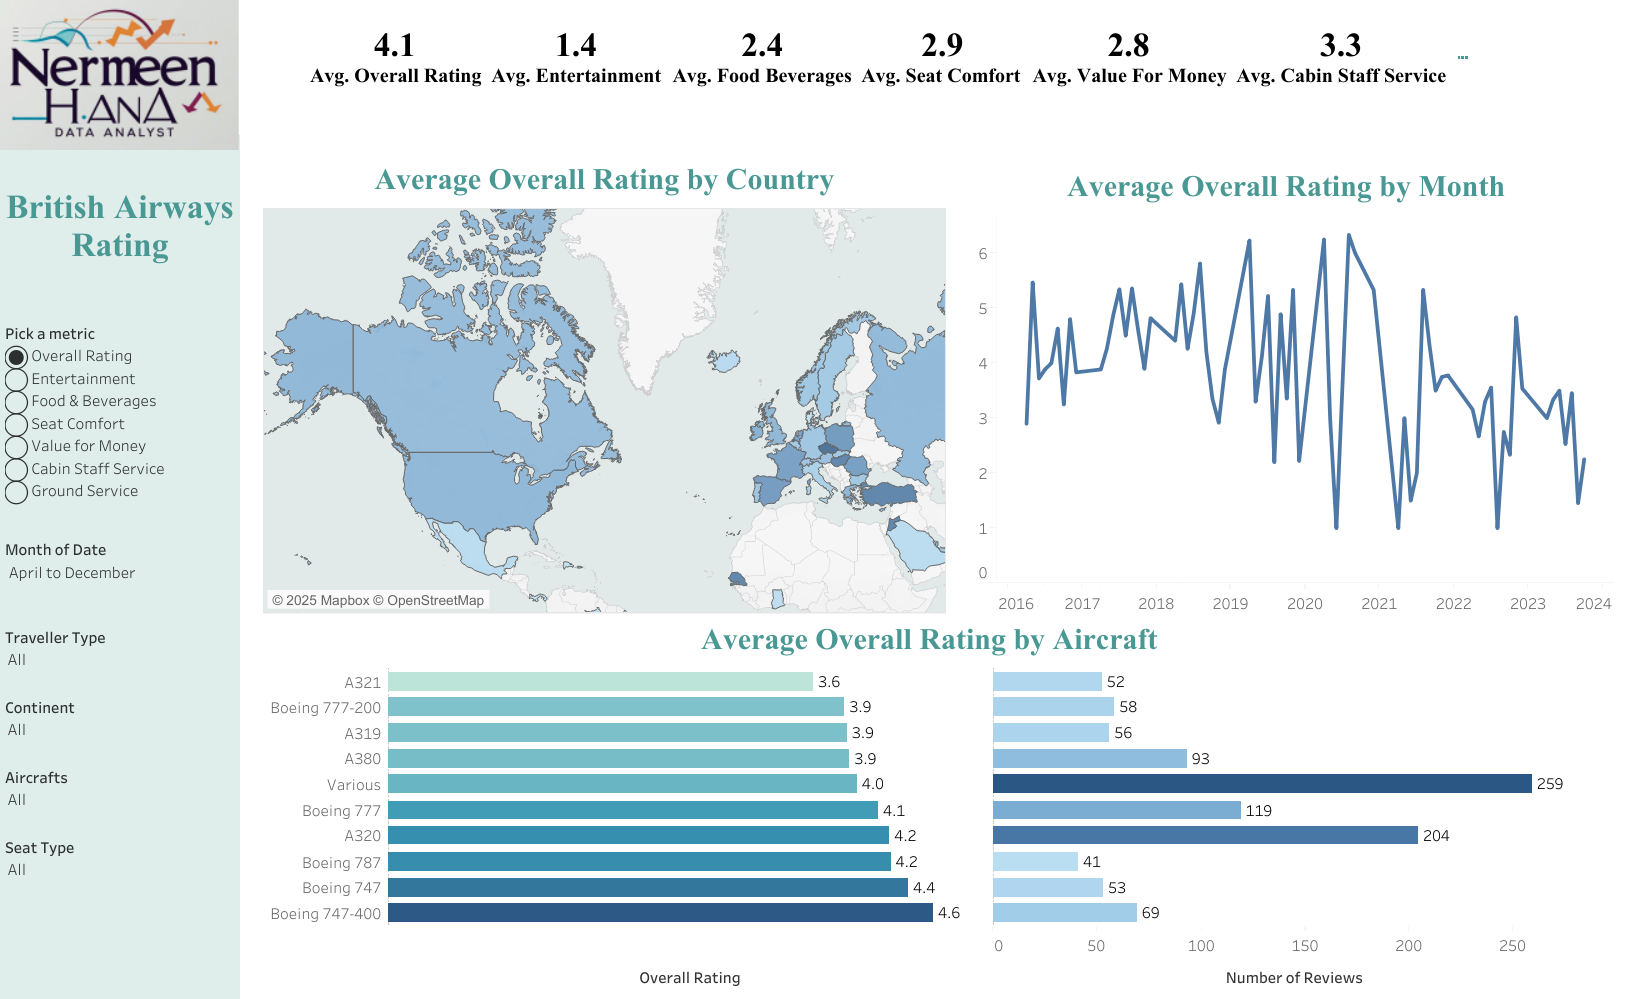 Nermeen
HANA
DATA ANALYST
British Airways
Rating
Pick a metric
Overall Rating
Entertainment
Food & Beverages
Seat Comfort
Value for Money
Cabin Staff Service
Ground Service
Month of Date
April to December
Traveller Type
All
Continent
All
Aircrafts
All
Seat Type
All
4.1 1.4 2.4 2.9 2.8 3.3
Avg. Overall Rating Avg. Entertainment Avg. Food Beverages Avg. Seat Comfort Avg. Value For Money Avg. Cabin Staff Service
...
Average Overall Rating by Country
© 2025 Mapbox © OpenStreetMap
Average Overall Rating by Month
6
5
4
3
2
1
0
2016 2017 2018 2019 2020 2021 2022 2023 2024
Average Overall Rating by Aircraft
A321 3.6 52
Boeing 777-200 3.9 58
A319 3.9 56
A380 3.9 93
Various 4.0 259
Boeing 777 4.1 119
A320 4.2 204
Boeing 787 4.2 41
Boeing 747 4.4 53
Boeing 747-400 4.6 69
0 50 100 150 200 250
Overall Rating Number of Reviews